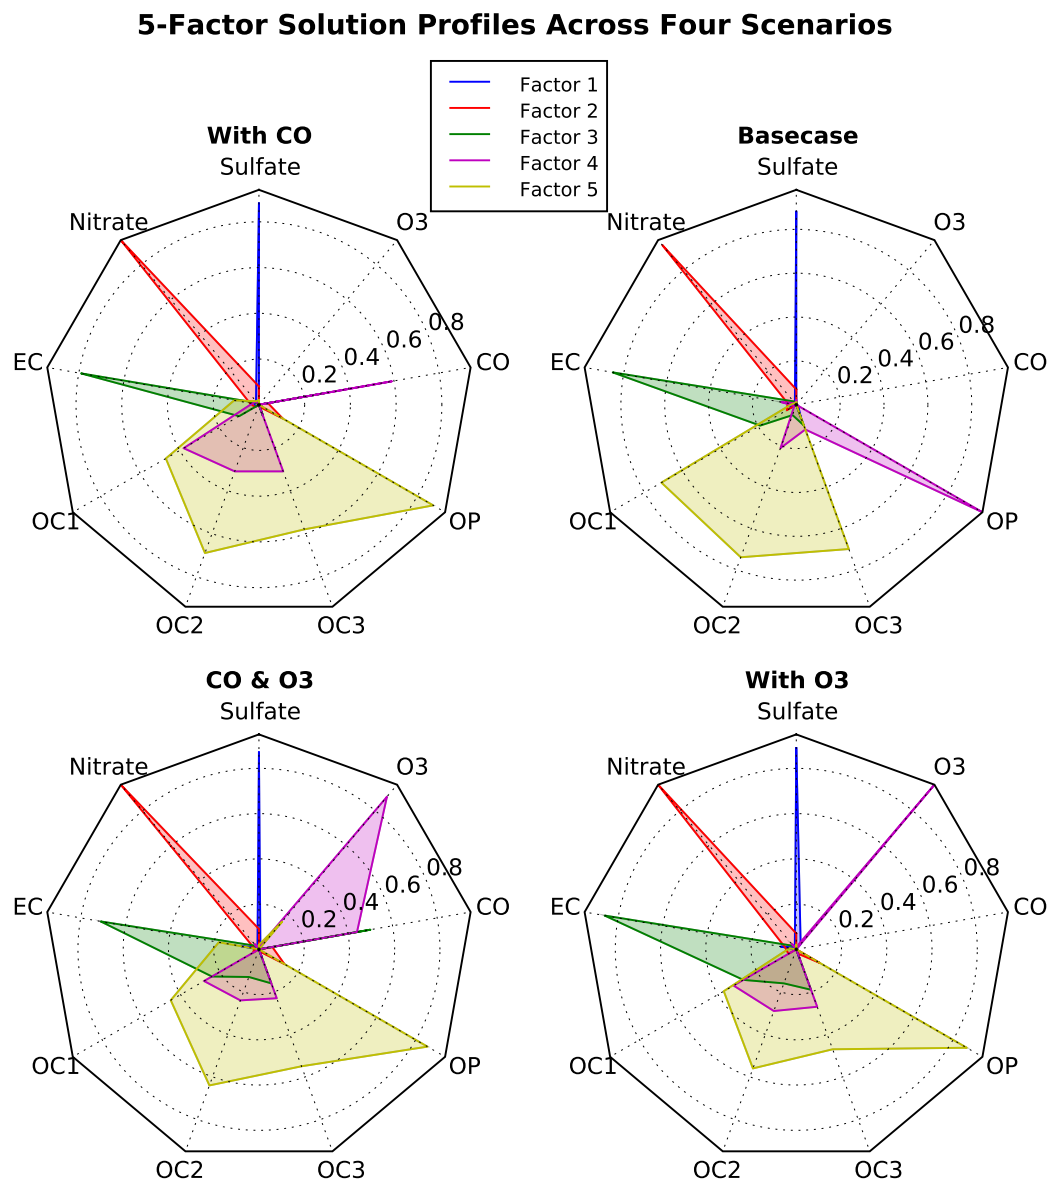 5-Factor Solution Profiles Across Four Scenarios
Factor 1
Factor 2
Factor 3
Factor 4
Factor 5
With CO
Sulfate
Nitrate
O3
EC
CO
OC1
OP
OC2
OC3
0.2
0.4
0.6
0.8
Basecase
Sulfate
Nitrate
O3
EC
CO
OC1
OP
OC2
OC3
0.2
0.4
0.6
0.8
CO & O3
Sulfate
Nitrate
O3
EC
CO
OC1
OP
OC2
OC3
0.2
0.4
0.6
0.8
With O3
Sulfate
Nitrate
O3
EC
CO
OC1
OP
OC2
OC3
0.2
0.4
0.6
0.8